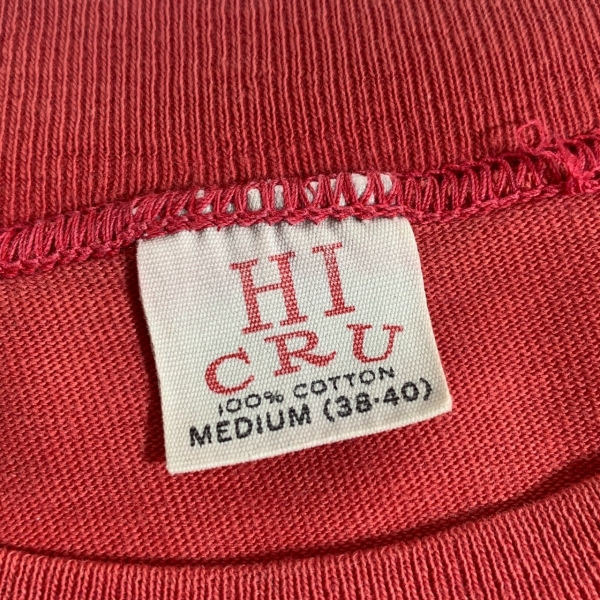 HI
CRU
100% COTTON
MEDIUM (38-40)